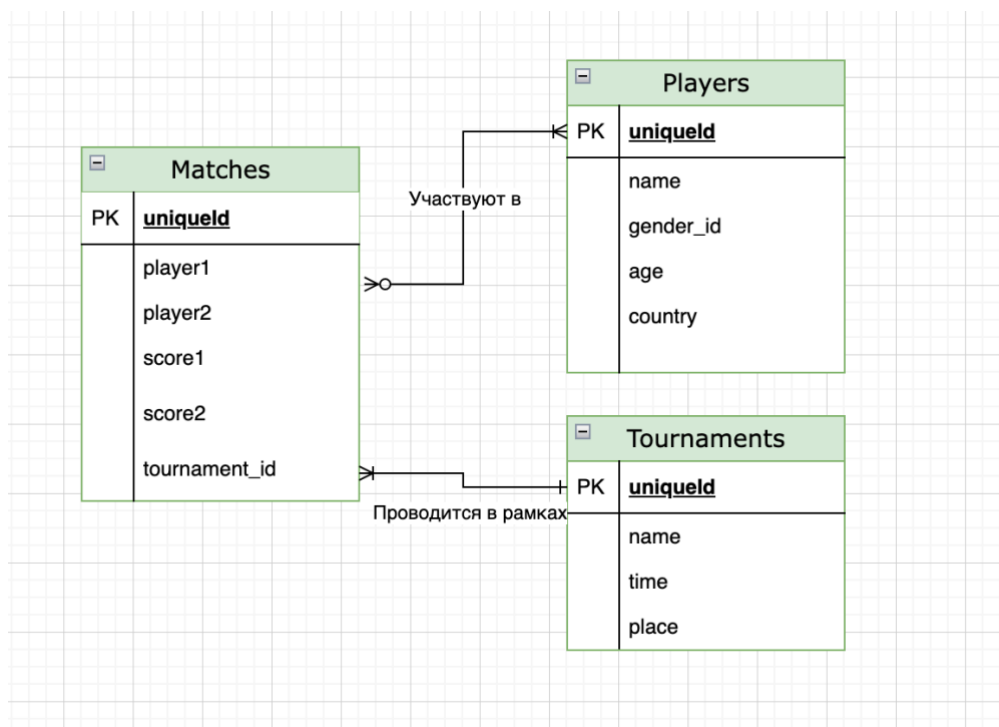 Matches
PK uniqueId
player1
player2
score1
score2
tournament_id
Участвуют в
Проводится в рамках
Players
PK uniqueId
name
gender_id
age
country
Tournaments
PK uniqueId
name
time
place